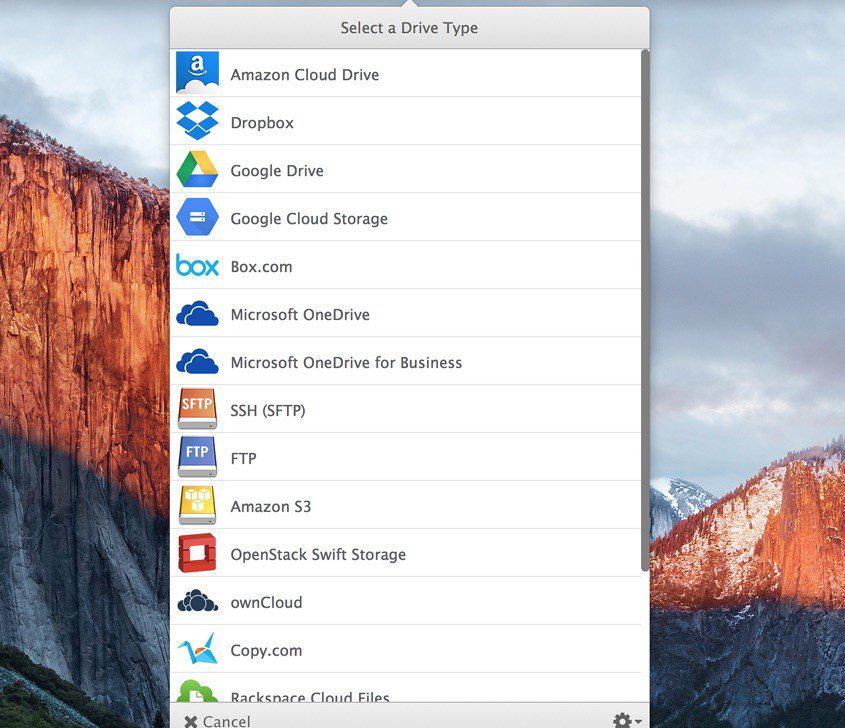 Select a Drive Type
Amazon Cloud Drive
Dropbox
Google Drive
Google Cloud Storage
box Box.com
Microsoft OneDrive
Microsoft OneDrive for Business
SFTP SSH (SFTP)
FTP FTP
Amazon S3
OpenStack Swift Storage
ownCloud
Copy.com
Rackspace Cloud Files
Cancel